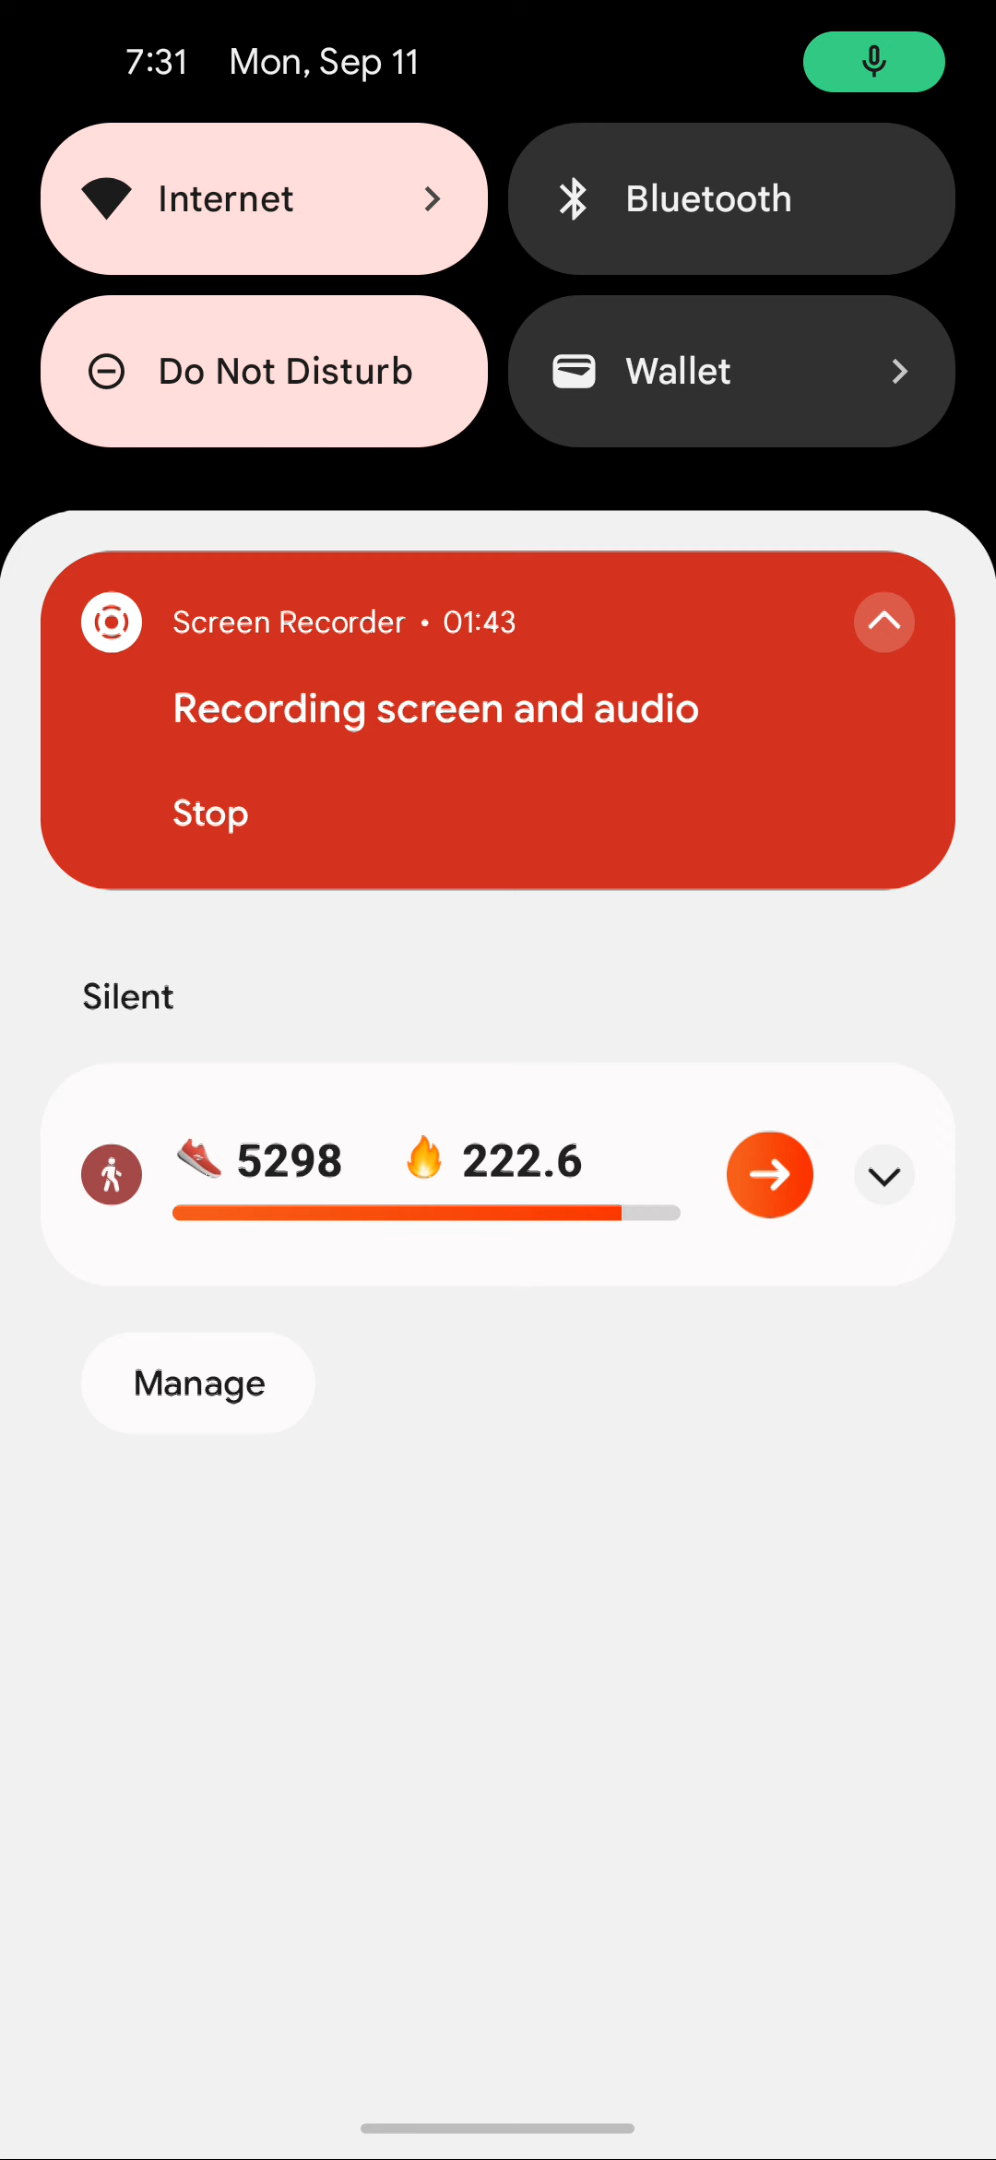 7:31 Mon, Sep 11
Internet
Bluetooth
Do Not Disturb
Wallet
Screen Recorder • 01:43
Recording screen and audio
Stop
Silent
5298 222.6
Manage